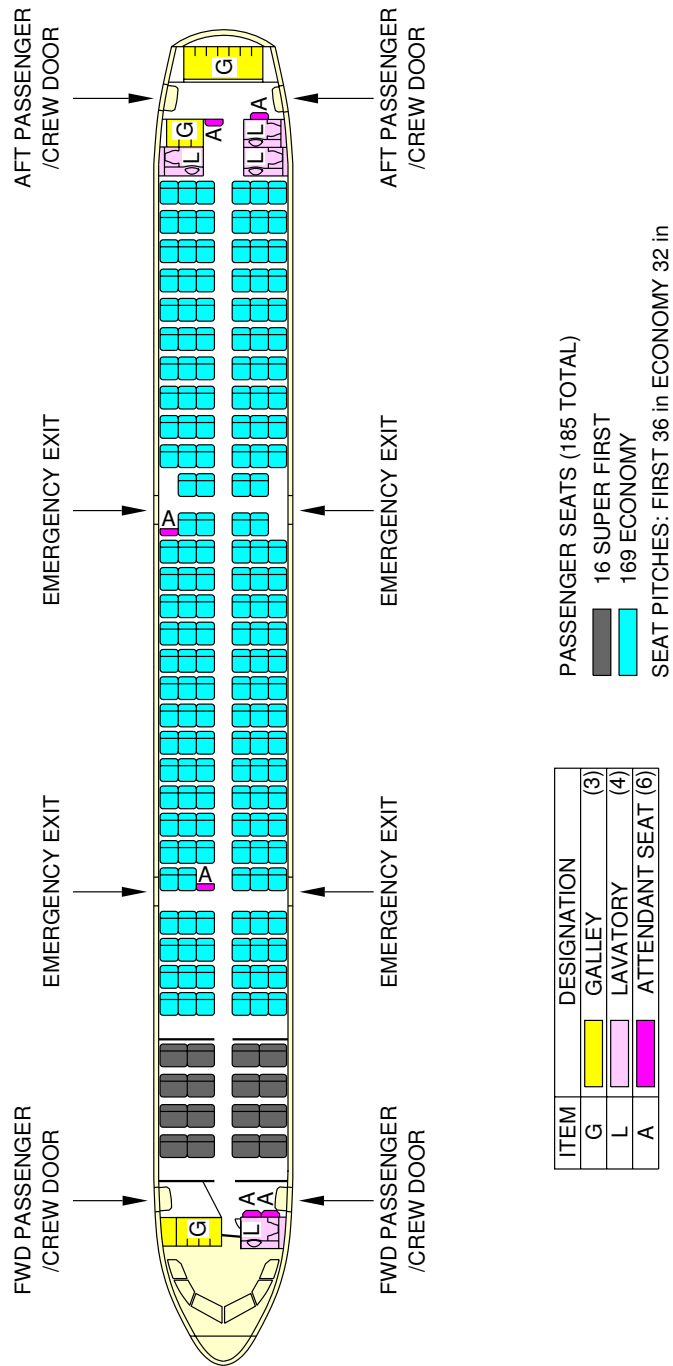 FWD PASSENGER
/CREW DOOR
EMERGENCY EXIT
EMERGENCY EXIT
AFT PASSENGER
/CREW DOOR
G
L
A
A
A
A
L
G
A
L
L
A
G
FWD PASSENGER
/CREW DOOR
EMERGENCY EXIT
EMERGENCY EXIT
AFT PASSENGER
/CREW DOOR
ITEM DESIGNATION
G GALLEY (3)
L LAVATORY (4)
A ATTENDANT SEAT (6)
PASSENGER SEATS (185 TOTAL)
16 SUPER FIRST
169 ECONOMY
SEAT PITCHES: FIRST 36 in ECONOMY 32 in